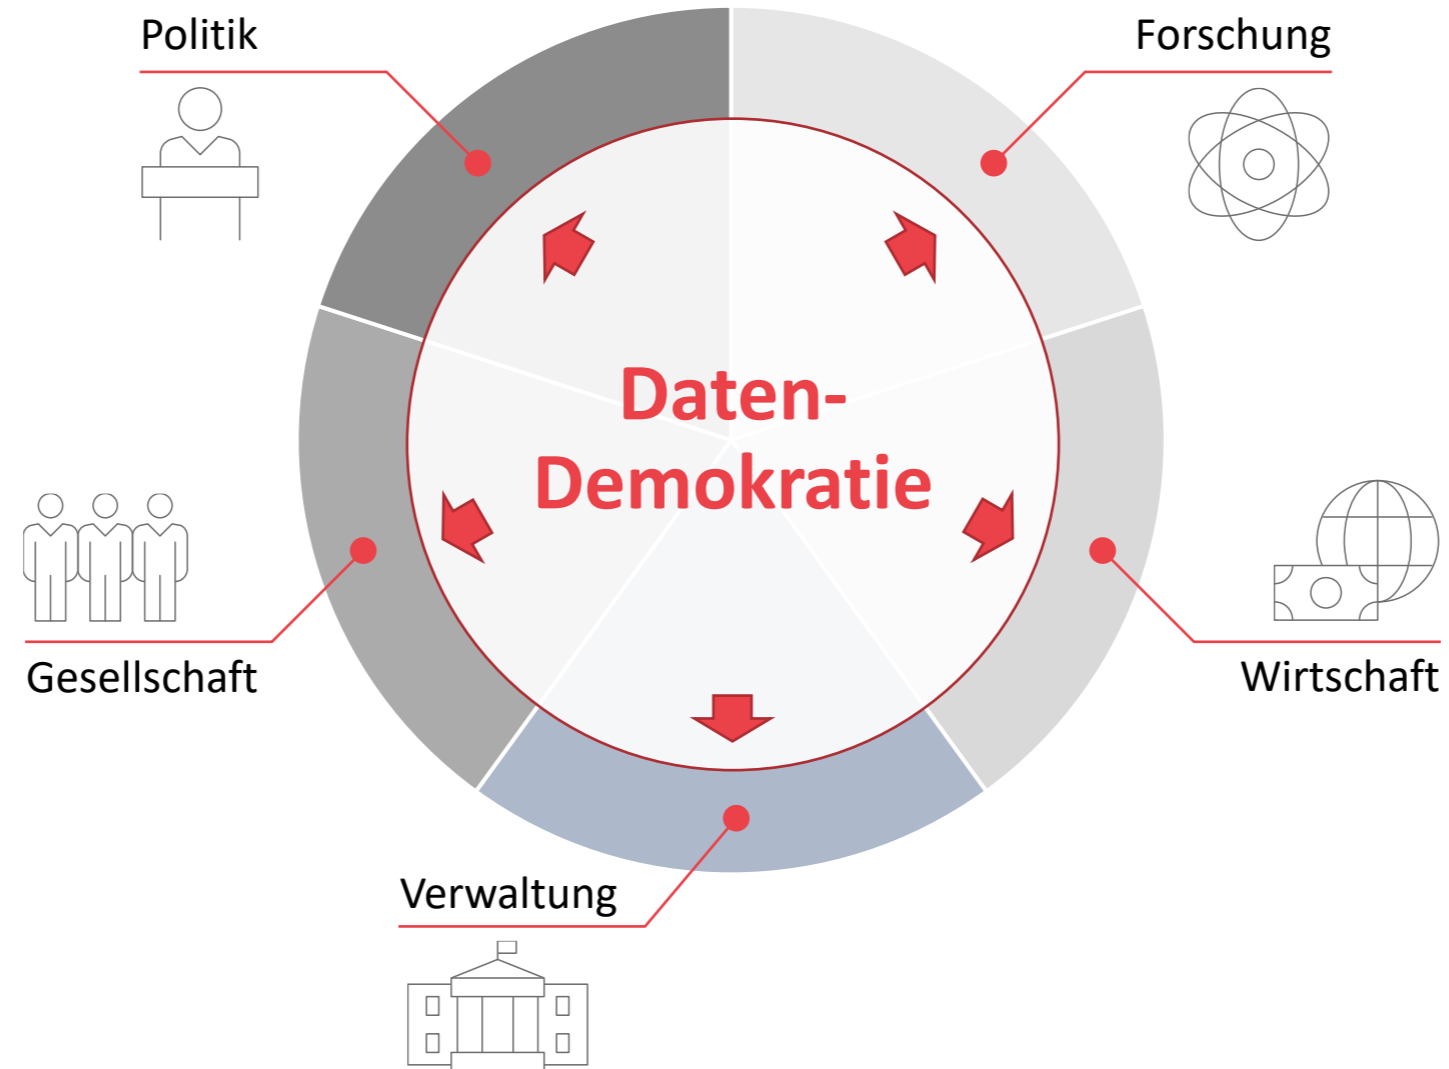 Politik
Forschung
Daten-
Demokratie
Gesellschaft
Wirtschaft
Verwaltung